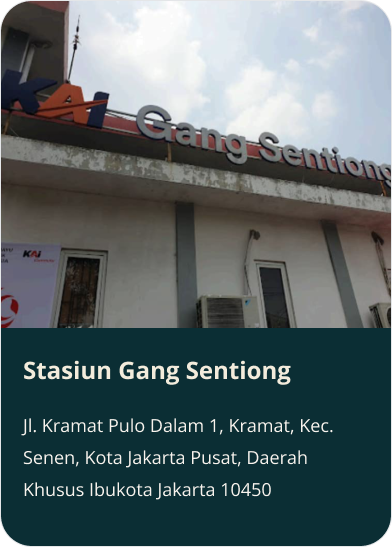 KAI Gang Sentiong
KAI
Stasiun Gang Sentiong
Jl. Kramat Pulo Dalam 1, Kramat, Kec.
Senen, Kota Jakarta Pusat, Daerah
Khusus Ibukota Jakarta 10450